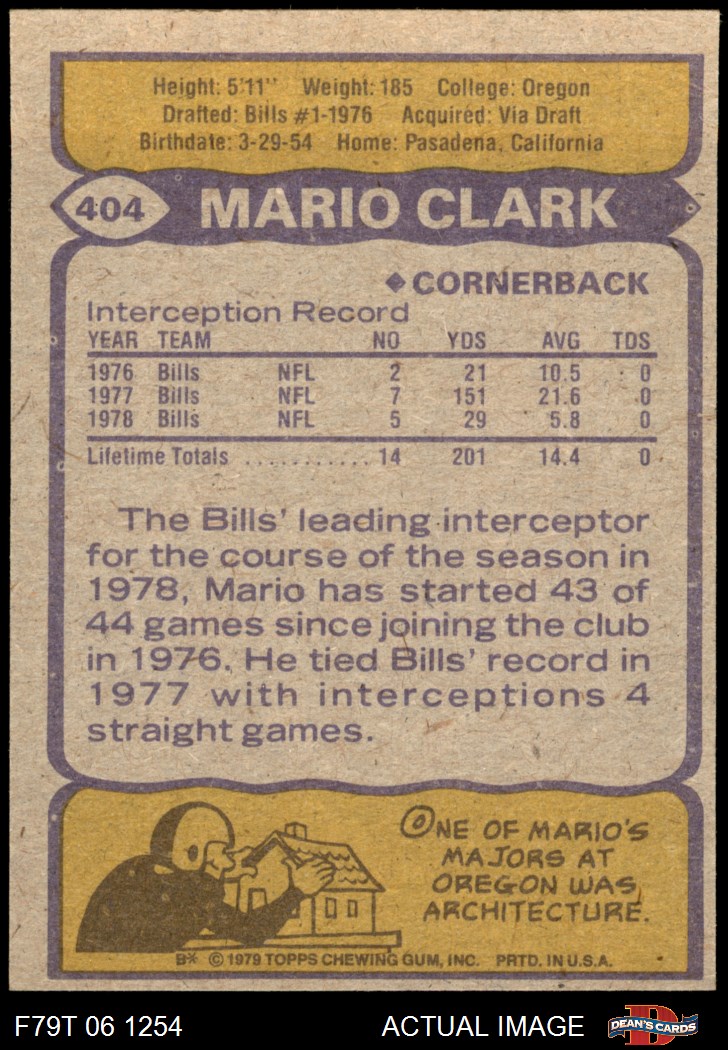 Height: 5'11" Weight: 185 College: Oregon
Drafted: Bills #1-1976 Acquired: Via Draft
Birthdate: 3-29-54 Home: Pasadena, California
404 MARIO CLARK
◆ CORNERBACK
Interception Record
YEAR TEAM NO YDS AVG TDS
1976 Bills NFL 2 21 10.5 0
1977 Bills NFL 7 151 21.6 0
1978 Bills NFL 5 29 5.8 0
Lifetime Totals ............ 14 201 14.4 0
The Bills' leading interceptor
for the course of the season in
1978, Mario has started 43 of
44 games since joining the club
in 1976. He tied Bills' record in
1977 with interceptions 4
straight games.
ONE OF MARIO'S
MAJORS AT
OREGON WAS
ARCHITECTURE.
B* © 1979 TOPPS CHEWING GUM, INC. PRTD. IN U.S.A.
F79T 06 1254 ACTUAL IMAGE DEAN'S CARDS